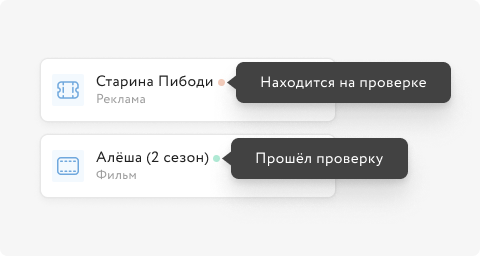 Старина Пибоди
Находится на проверке
Реклама
Алёша (2 сезон)
Прошёл проверку
Фильм